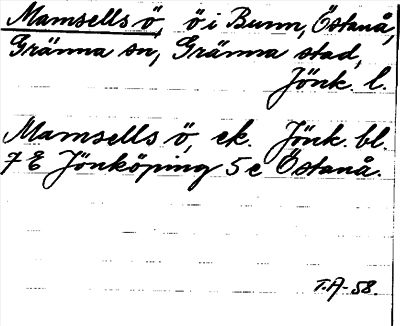 Mamsells ö, ö i Bunn, Östanå,
Gränna sn, Gränna stad,
Jönk. l.
Mamsells ö, ek. Jönk. bl.
7 E Jönköping 5 e Östanå.
T.A-58.